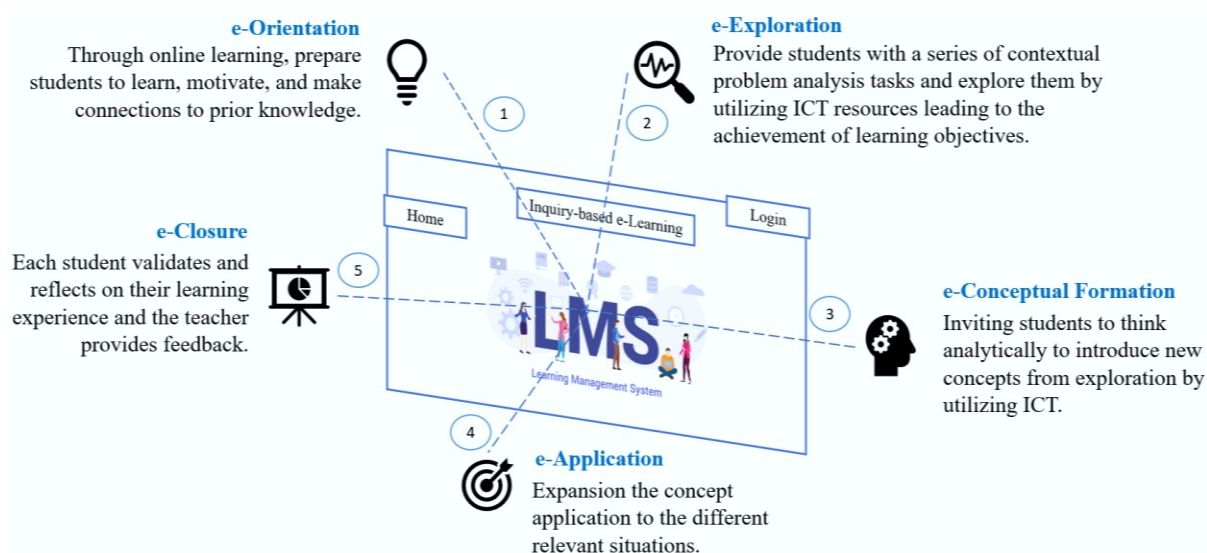 e-Orientation
Through online learning, prepare
students to learn, motivate, and make
connections to prior knowledge.
1
e-Exploration
Provide students with a series of contextual
problem analysis tasks and explore them by
utilizing ICT resources leading to the
achievement of learning objectives.
2
Home
Inquiry-based e-Learning
Login
LMS
Learning Management System
e-Conceptual Formation
Inviting students to think
analytically to introduce new
concepts from exploration by
utilizing ICT.
3
e-Application
Expansion the concept
application to the different
relevant situations.
4
e-Closure
Each student validates and
reflects on their learning
experience and the teacher
provides feedback.
5